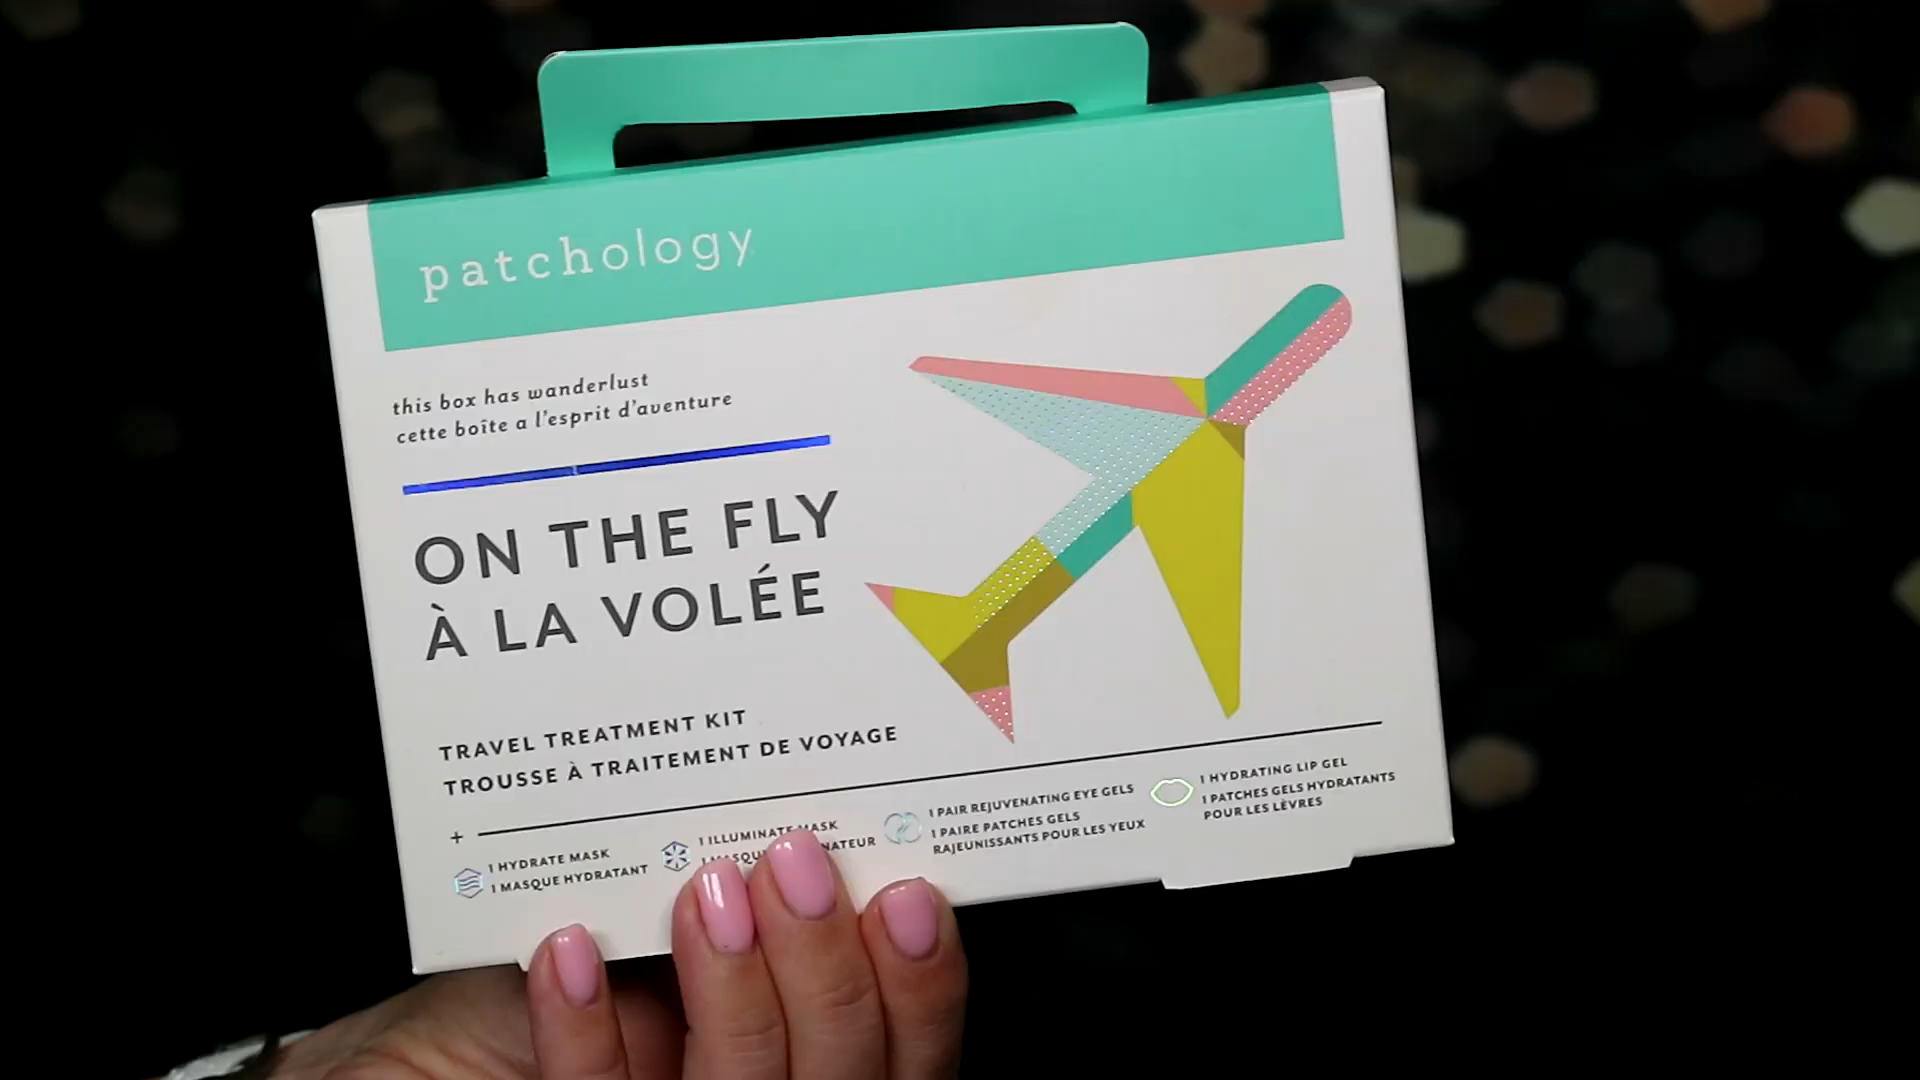 patchology
this box has wanderlust
cette boîte a l'esprit d'aventure
ON THE FLY
À LA VOLÉE
TRAVEL TREATMENT KIT
TROUSSE À TRAITEMENT DE VOYAGE
+
1 HYDRATE MASK
1 MASQUE HYDRATANT
1 ILLUMINATE MASK
1
1 PAIR REJUVENATING EYE GELS
1 PAIRE PATCHES GELS
RAJEUNISSANTS POUR LES YEUX
1 HYDRATING LIP GEL
1 PATCHES GELS HYDRATANTS
POUR LES LÈVRES